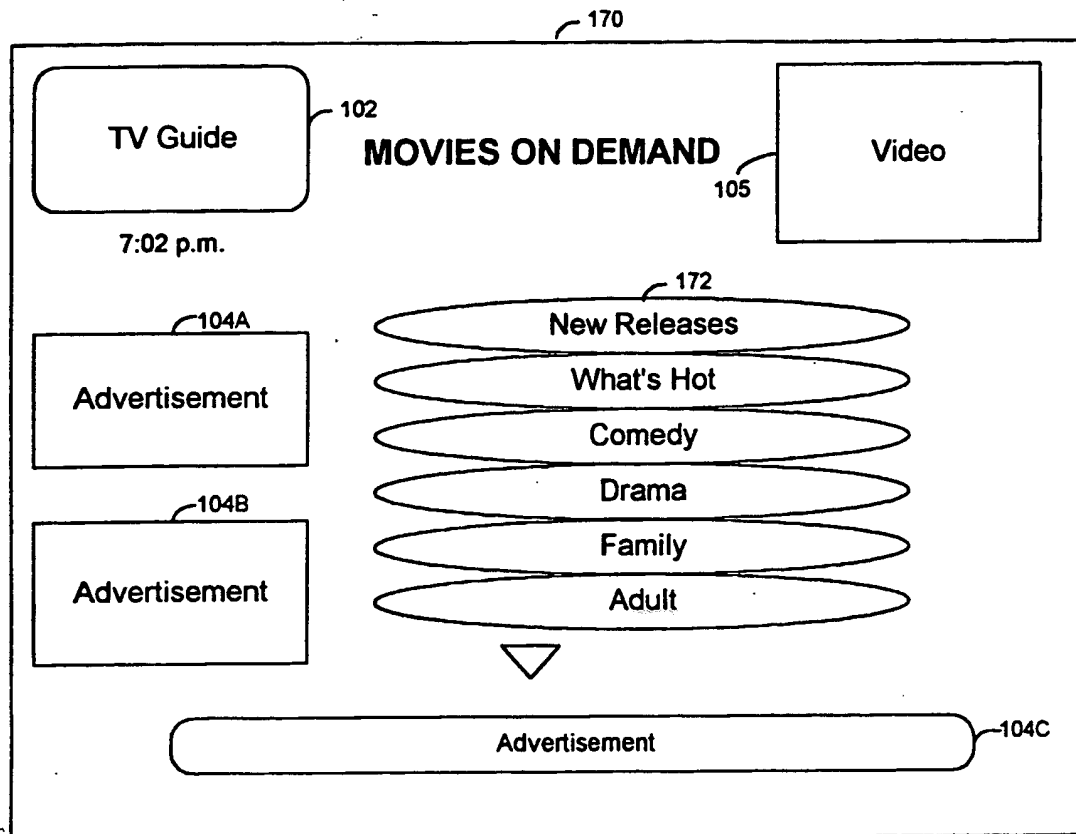 170
TV Guide
102
MOVIES ON DEMAND
105
Video
7:02 p.m.
172
New Releases
104A
Advertisement
What's Hot
Comedy
Drama
104B
Advertisement
Family
Adult
Advertisement
104C